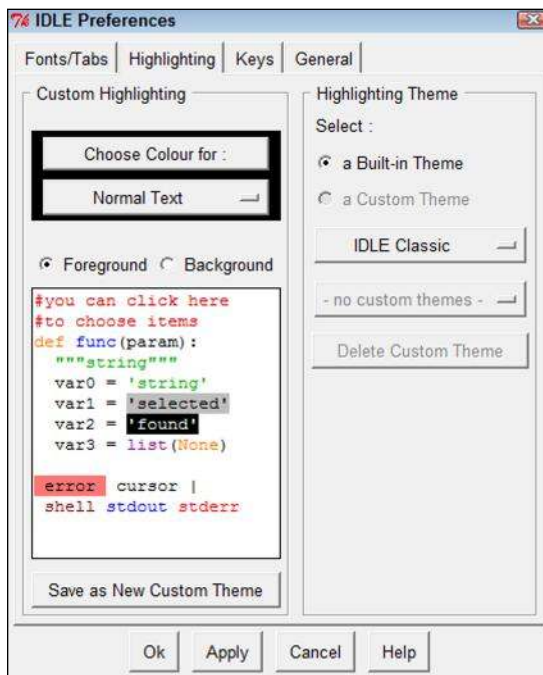 IDLE Preferences
Fonts/Tabs Highlighting Keys General
Custom Highlighting
Choose Colour for :
Normal Text
Foreground Background
#you can click here
#to choose items
def func(param):
  """string"""
  var0 = 'string'
  var1 = 'selected'
  var2 = 'found'
  var3 = list(None)
error cursor |
shell stdout stderr
Save as New Custom Theme
Highlighting Theme
Select :
a Built-in Theme
a Custom Theme
IDLE Classic
- no custom themes -
Delete Custom Theme
Ok Apply Cancel Help